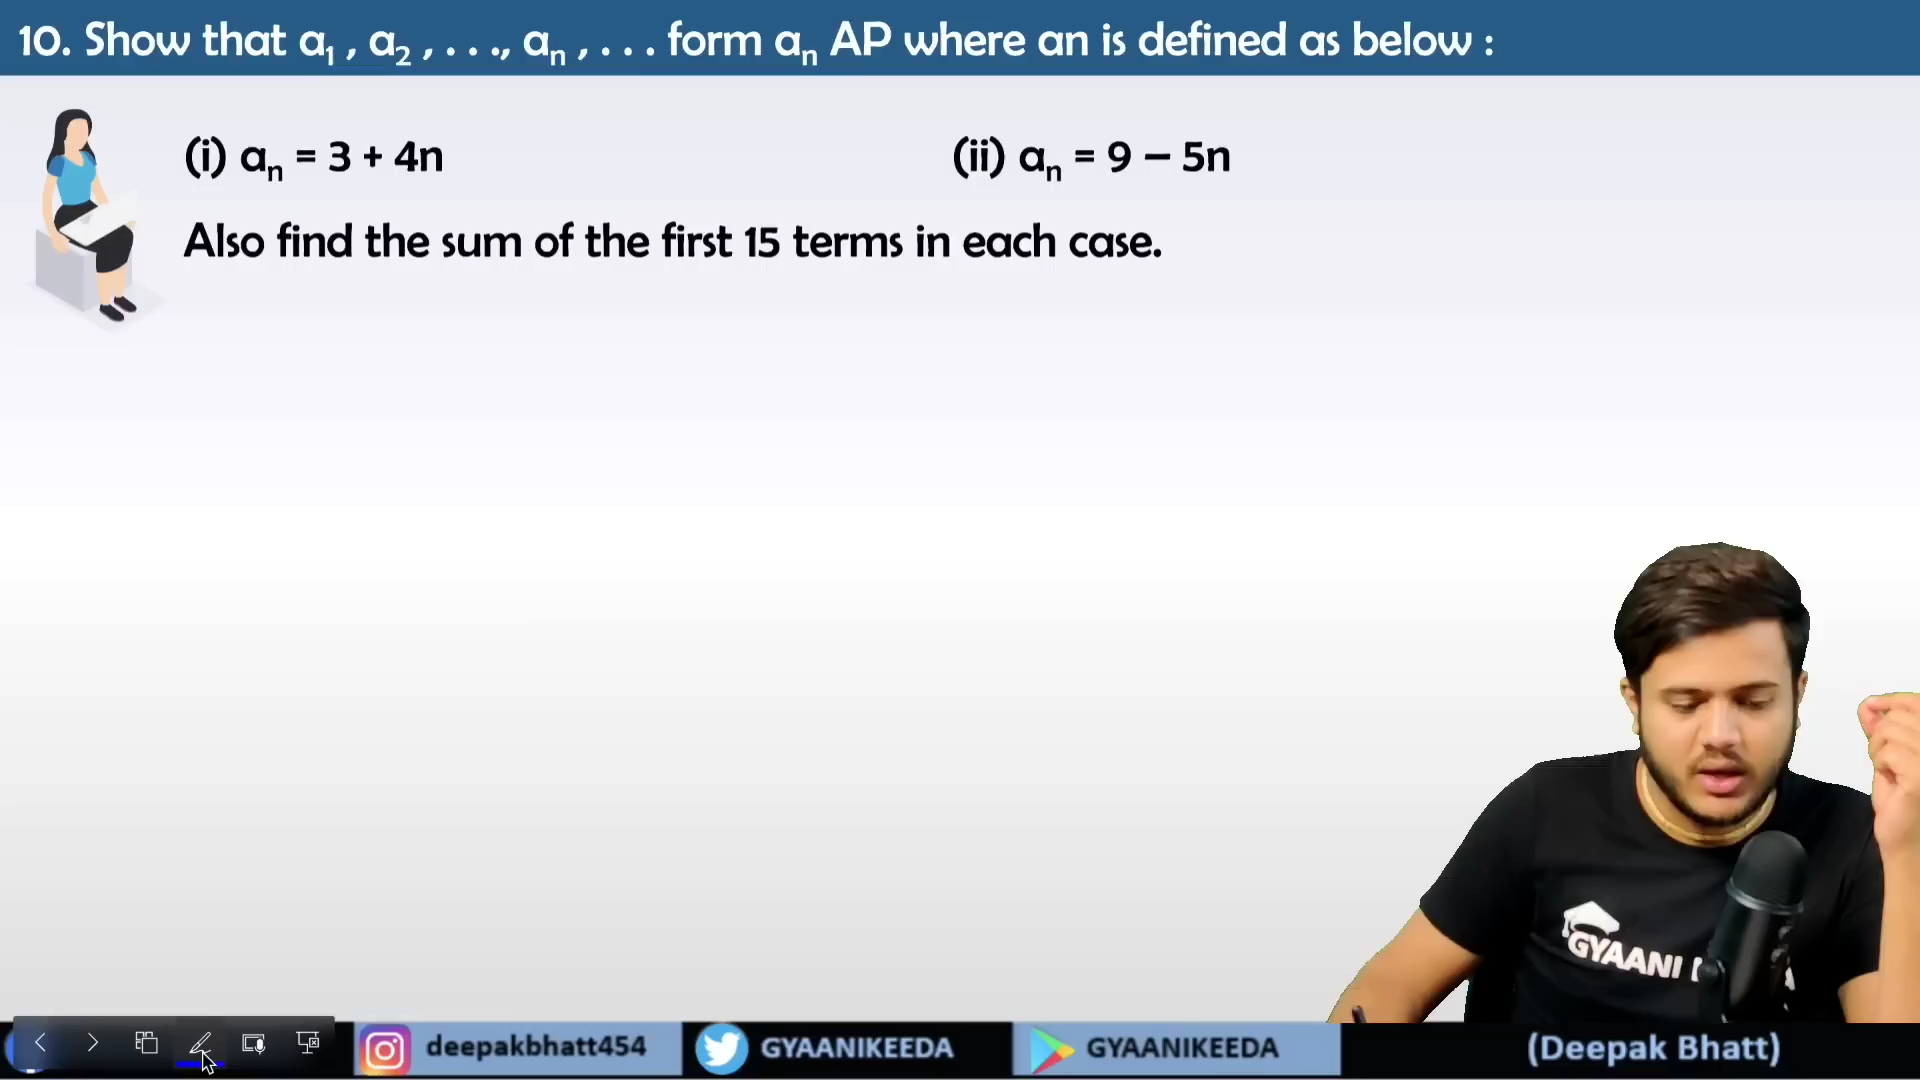 10. Show that a₁ , a₂ , . . ., aₙ , . . . form aₙ AP where an is defined as below :
(i) aₙ = 3 + 4n (ii) aₙ = 9 – 5n
Also find the sum of the first 15 terms in each case.
GYAANI
deepakbhatt454 GYAANIKEEDA GYAANIKEEDA (Deepak Bhatt)